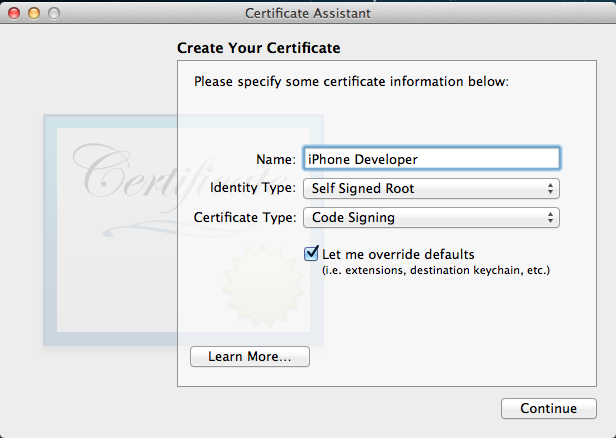 Certificate Assistant
Create Your Certificate
Please specify some certificate information below:
Certificate
Name: iPhone Developer
Identity Type: Self Signed Root
Certificate Type: Code Signing
Let me override defaults
(i.e. extensions, destination keychain, etc.)
Learn More...
Continue